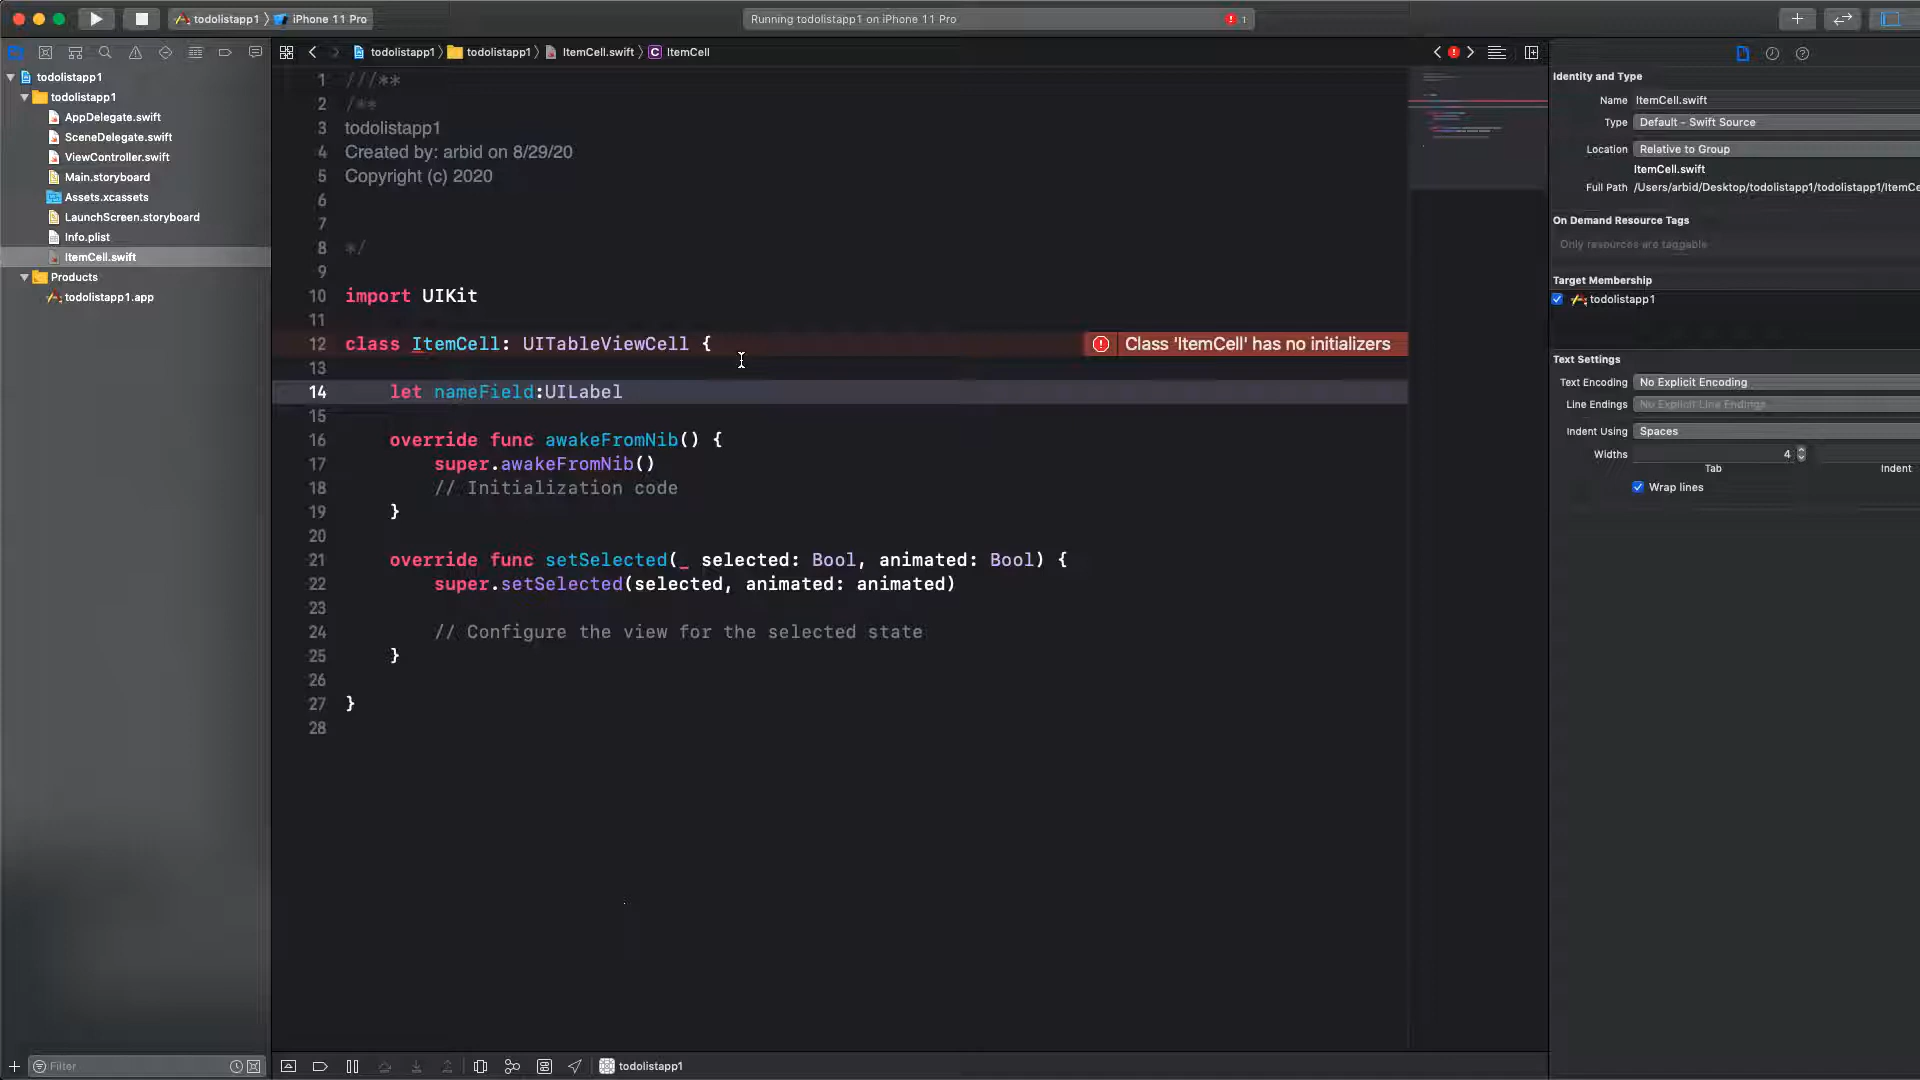 todolistapp1 〉 iPhone 11 Pro
Running todolistapp1 on iPhone 11 Pro
1
todolistapp1 〉 todolistapp1 〉 ItemCell.swift 〉 C ItemCell
todolistapp1
todolistapp1
AppDelegate.swift
SceneDelegate.swift
ViewController.swift
Main.storyboard
Assets.xcassets
LaunchScreen.storyboard
Info.plist
ItemCell.swift
Products
todolistapp1.app
1 ///**
2 /**
3 todolistapp1
4 Created by: arbid on 8/29/20
5 Copyright (c) 2020
6
7
8 */
9
10 import UIKit
11
12 class ItemCell: UITableViewCell {
Class 'ItemCell' has no initializers
13
14 let nameField:UILabel
15
16 override func awakeFromNib() {
17 super.awakeFromNib()
18 // Initialization code
19 }
20
21 override func setSelected(_ selected: Bool, animated: Bool) {
22 super.setSelected(selected, animated: animated)
23
24 // Configure the view for the selected state
25 }
26
27 }
28
Identity and Type
Name ItemCell.swift
Type Default - Swift Source
Location Relative to Group
ItemCell.swift
Full Path /Users/arbid/Desktop/todolistapp1/todolistapp1/ItemCe
On Demand Resource Tags
Only resources are taggable
Target Membership
todolistapp1
Text Settings
Text Encoding No Explicit Encoding
Line Endings No Explicit Line Endings
Indent Using Spaces
Widths 4
Tab Indent
Wrap lines
Filter
todolistapp1